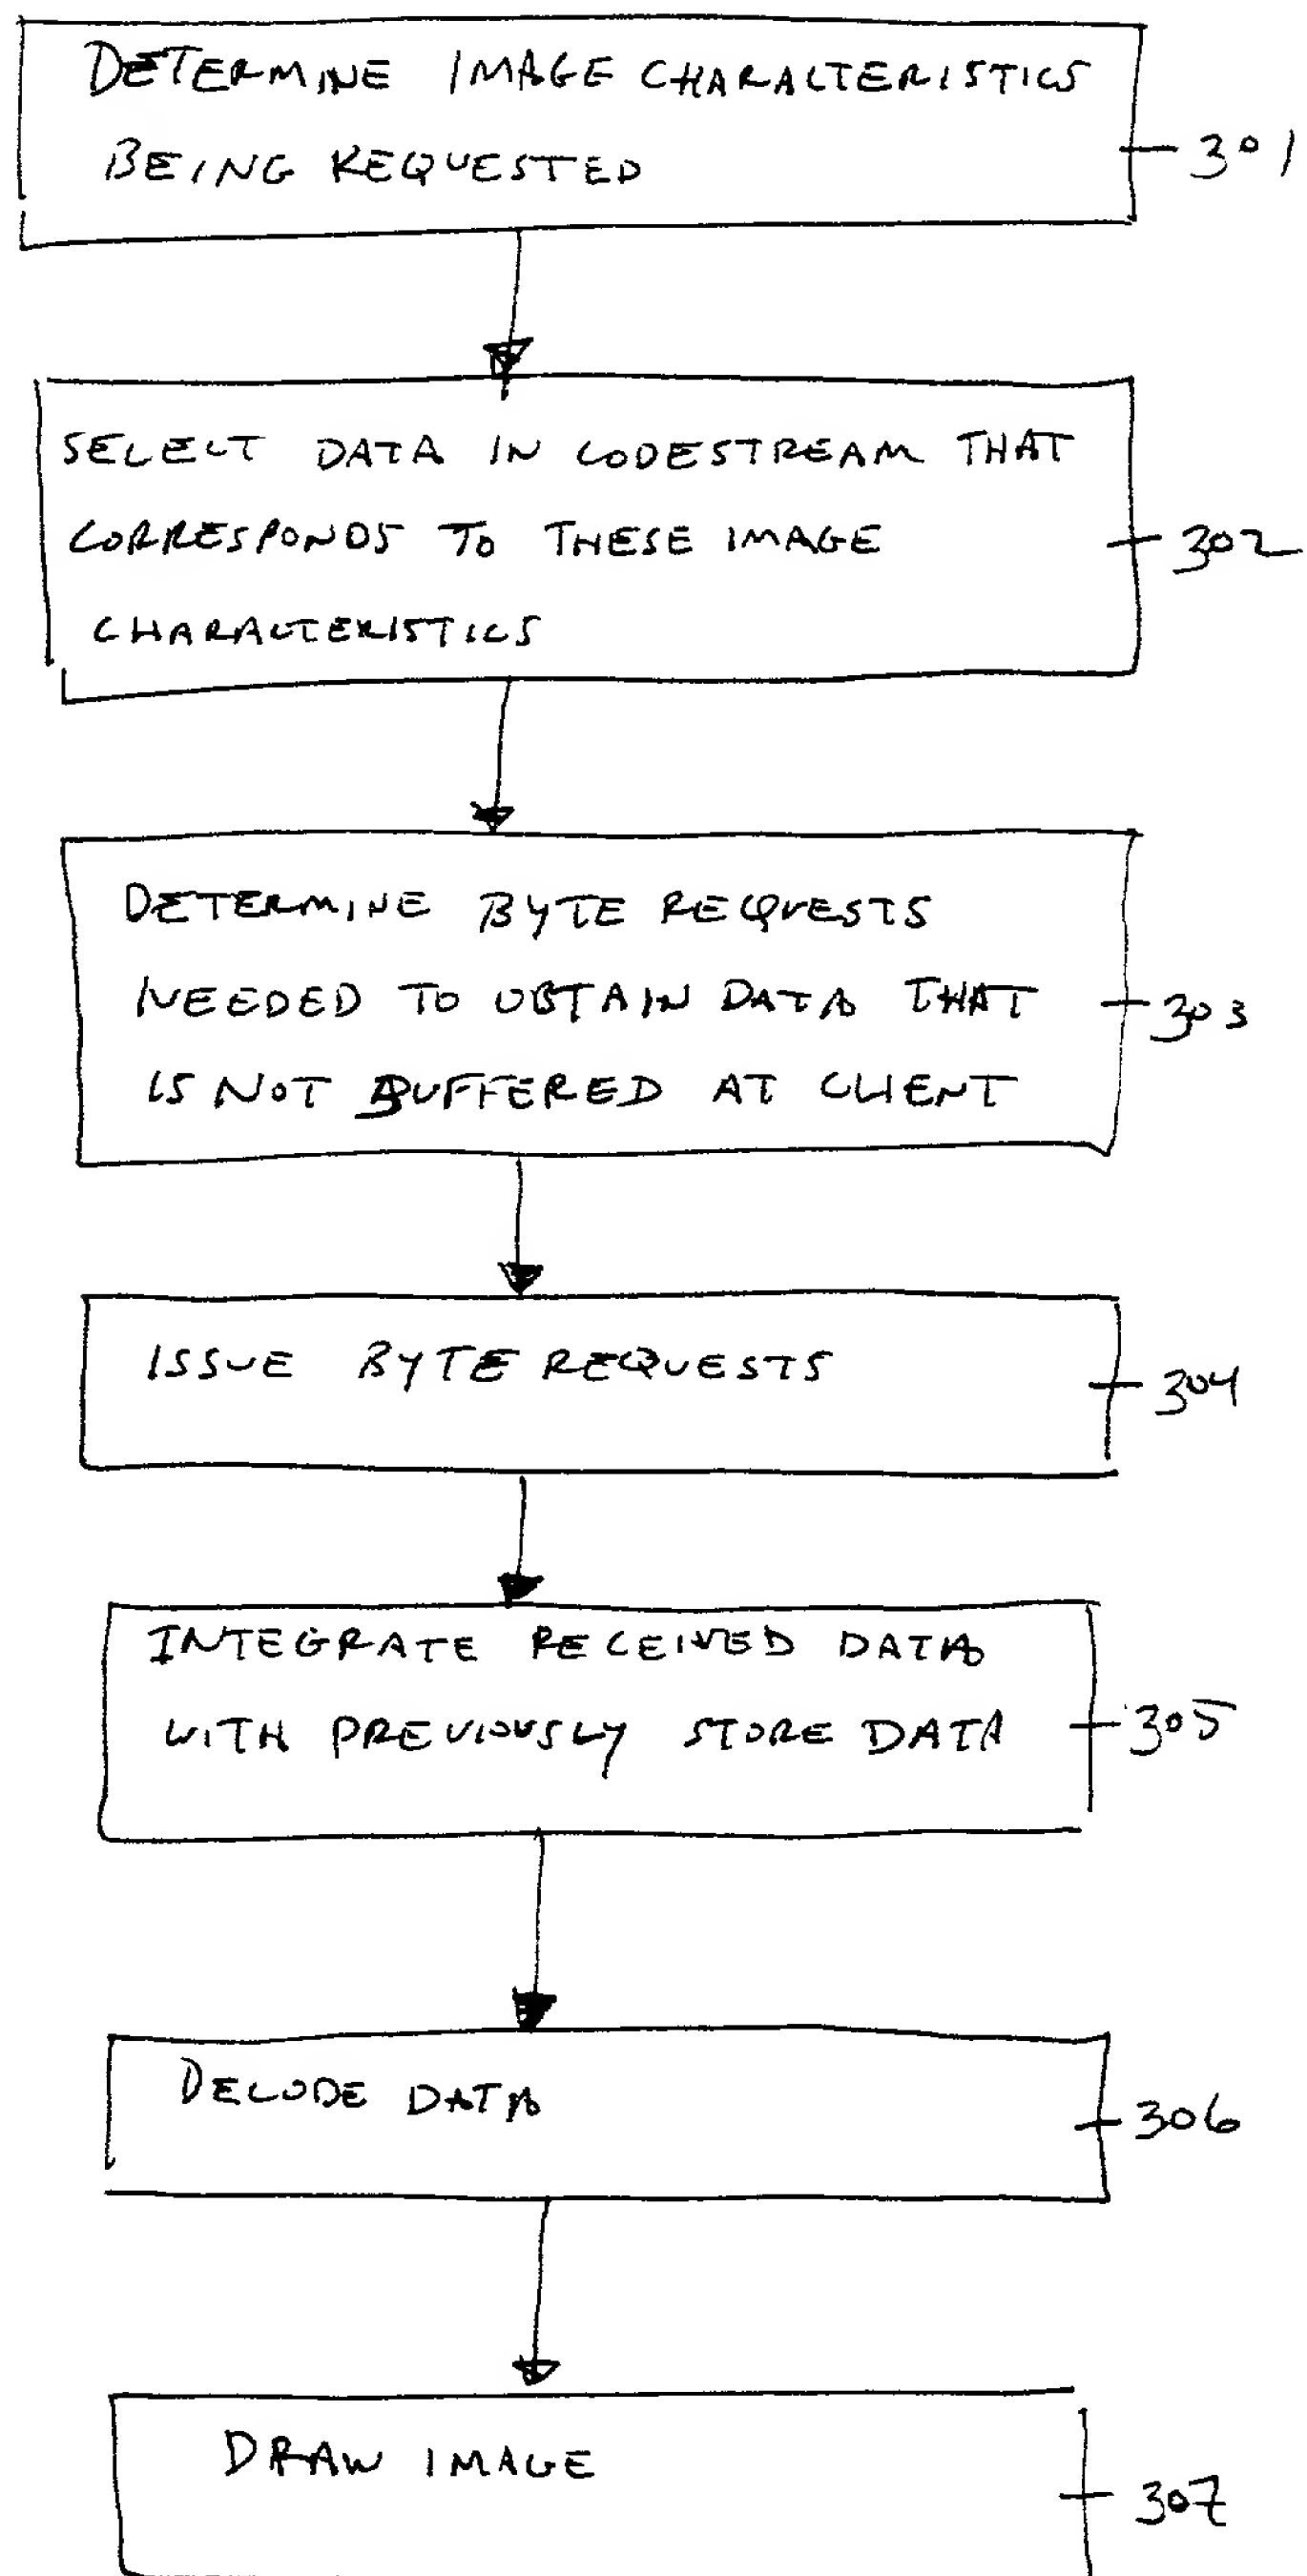 DETERMINE IMAGE CHARACTERISTICS
BEING REQUESTED
301
SELECT DATA IN CODESTREAM THAT
CORRESPONDS TO THESE IMAGE
302
CHARACTERISTICS
DETERMINE BYTE REQUESTS
NEEDED TO OBTAIN DATA THAT
303
IS NOT BUFFERED AT CLIENT
ISSUE BYTE REQUESTS
304
INTEGRATE RECEIVED DATA
WITH PREVIOUSLY STORE DATA
305
DECODE DATA
306
DRAW IMAGE
307